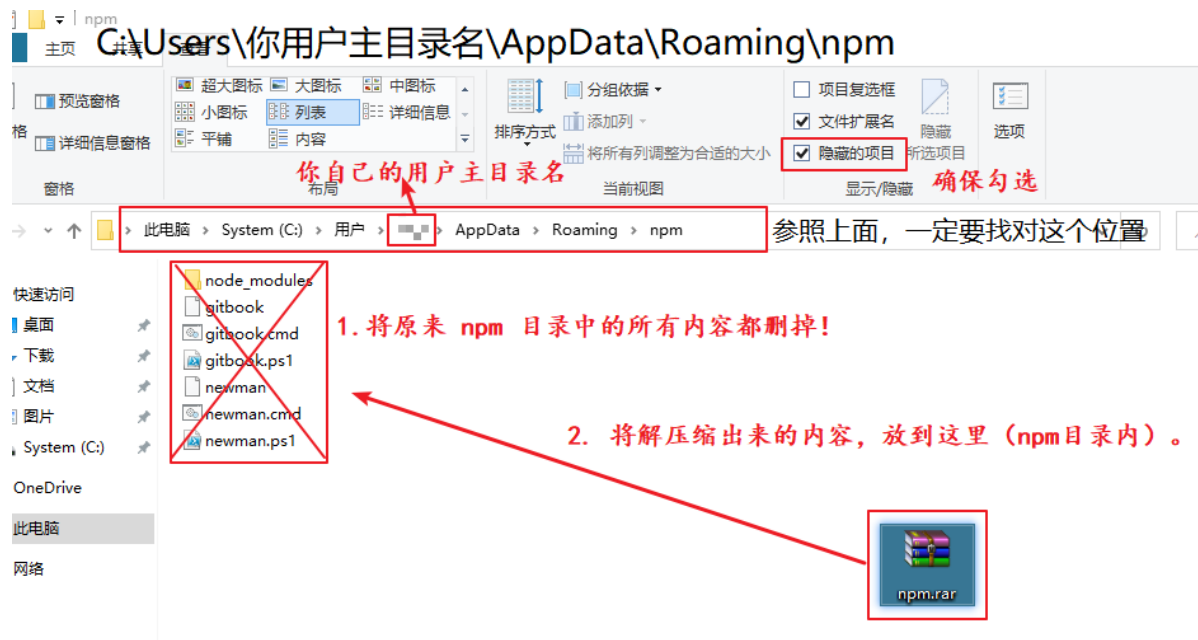 npm
C:\Users\你用户主目录名\AppData\Roaming\npm
主页 共享 查看
超大图标 大图标 中图标
小图标 列表 详细信息
平铺 内容
预览窗格
格
详细信息窗格
窗格
布局
排序方式
分组依据
添加列
将所有列调整为合适的大小
当前视图
项目复选框
文件扩展名
隐藏的项目
隐藏
所选项目
显示/隐藏
选项
你自己的用户主目录名
确保勾选
此电脑 > System (C:) > 用户 > > AppData > Roaming > npm
参照上面，一定要找对这个位置
快速访问
桌面
下载
文档
图片
System (C:)
OneDrive
此电脑
网络
node_modules
gitbook
gitbook.cmd
gitbook.ps1
newman
newman.cmd
newman.ps1
1.将原来 npm 目录中的所有内容都删掉！
2. 将解压缩出来的内容，放到这里（npm目录内）。
npm.rar